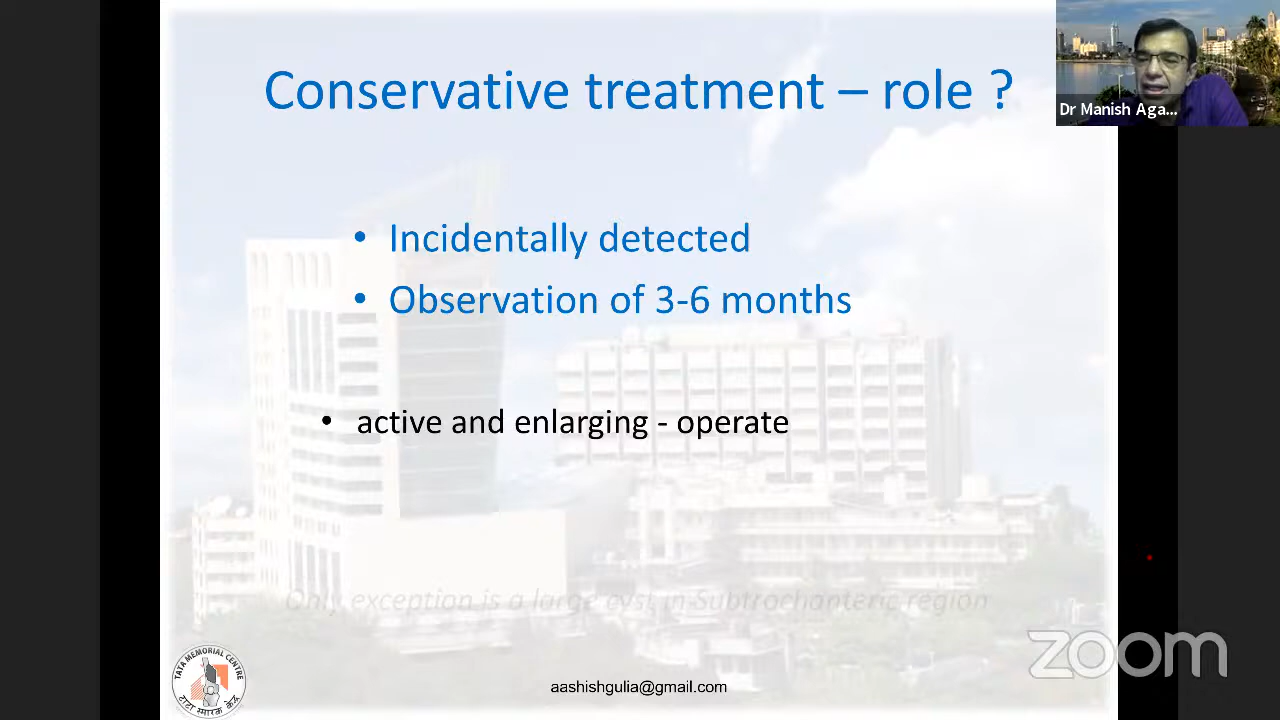 Conservative treatment – role ?
Dr Manish Aga...
• Incidentally detected
• Observation of 3-6 months
• active and enlarging - operate
Only exception is a large cyst in Subtrochanteric region
TATA MEMORIAL CENTRE
टाटा स्मारक केंद्र
aashishgulia@gmail.com
zoom